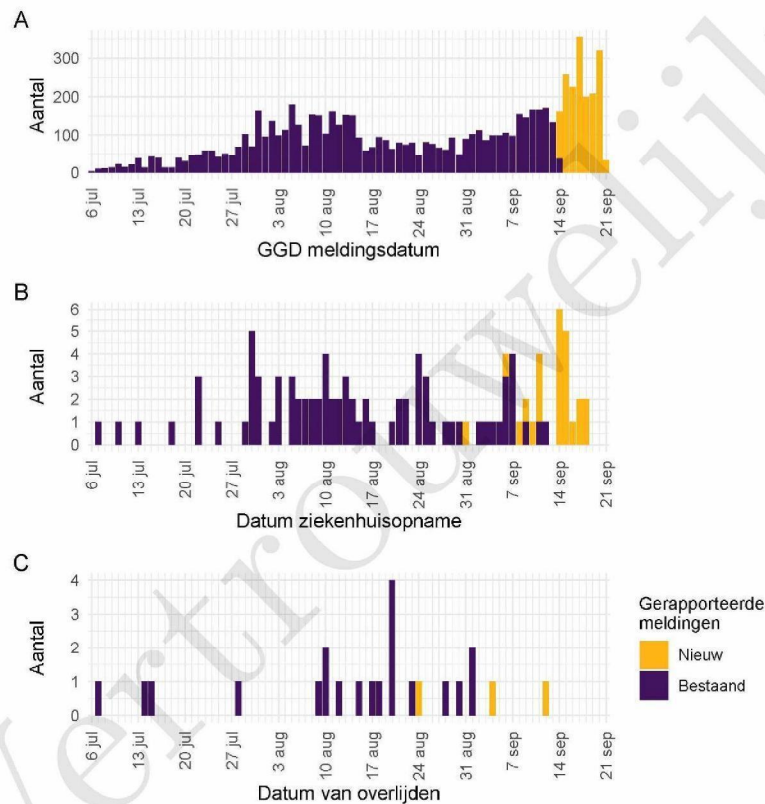 A
Aantal
300
200
100
0
6 jul
13 jul
20 jul
27 jul
3 aug
10 aug
17 aug
24 aug
31 aug
7 sep
14 sep
21 sep
GGD meldingsdatum
B
Aantal
6
5
4
3
2
1
0
6 jul
13 jul
20 jul
27 jul
3 aug
10 aug
17 aug
24 aug
31 aug
7 sep
14 sep
21 sep
Datum ziekenhuisopname
C
Aantal
4
3
2
1
0
6 jul
13 jul
20 jul
27 jul
3 aug
10 aug
17 aug
24 aug
31 aug
7 sep
14 sep
21 sep
Datum van overlijden
Gerapporteerde
meldingen
Nieuw
Bestaand
Vertrouwelijk